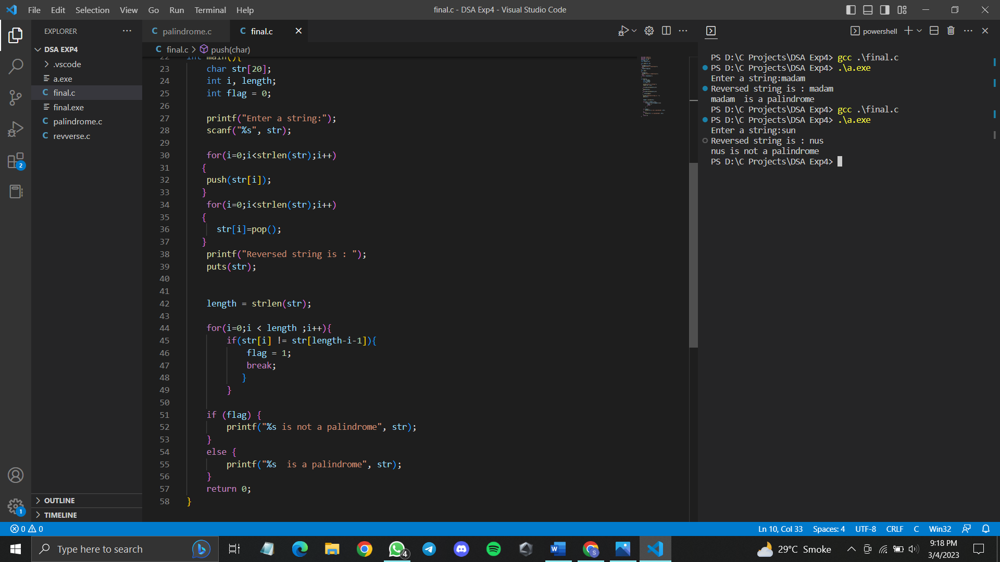 File Edit Selection View Go Run Terminal Help
final.c - DSA Exp4 - Visual Studio Code
EXPLORER
DSA EXP4
.vscode
a.exe
final.c
final.exe
palindrome.c
revverse.c
OUTLINE
TIMELINE
2
1
palindrome.c
final.c
final.c > push(char)
22 int main(){
23 char str[20];
24 int i, length;
25 int flag = 0;
26
27 printf("Enter a string:");
28 scanf("%s", str);
29
30 for(i=0;i<strlen(str);i++)
31 {
32 push(str[i]);
33 }
34 for(i=0;i<strlen(str);i++)
35 {
36 str[i]=pop();
37 }
38 printf("Reversed string is : ");
39 puts(str);
40
41
42 length = strlen(str);
43
44 for(i=0;i < length ;i++){
45 if(str[i] != str[length-i-1]){
46 flag = 1;
47 break;
48 }
49 }
50
51 if (flag) {
52 printf("%s is not a palindrome", str);
53 }
54 else {
55 printf("%s  is a palindrome", str);
56 }
57 return 0;
58 }
powershell
PS D:\C Projects\DSA Exp4> gcc .\final.c
PS D:\C Projects\DSA Exp4> .\a.exe
Enter a string:madam
Reversed string is : madam
madam  is a palindrome
PS D:\C Projects\DSA Exp4> gcc .\final.c
PS D:\C Projects\DSA Exp4> .\a.exe
Enter a string:sun
Reversed string is : nus
nus is not a palindrome
PS D:\C Projects\DSA Exp4>
0 0
Ln 10, Col 33 Spaces: 4 UTF-8 CRLF C Win32
Type here to search
4
W
S
29°C Smoke
9:18 PM
3/4/2023